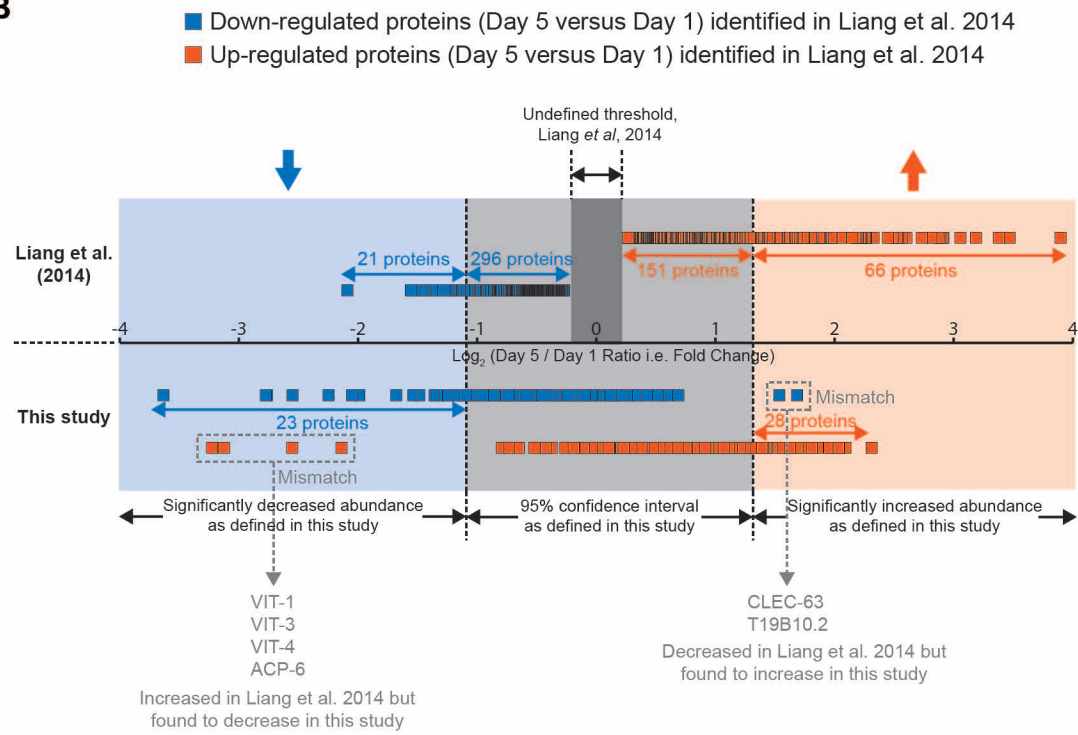 B
Down-regulated proteins (Day 5 versus Day 1) identified in Liang et al. 2014
Up-regulated proteins (Day 5 versus Day 1) identified in Liang et al. 2014
Undefined threshold,
Liang et al, 2014
Liang et al.
(2014)
21 proteins
296 proteins
151 proteins
66 proteins
-4 -3 -2 -1 0 1 2 3 4
Log2 (Day 5 / Day 1 Ratio i.e. Fold Change)
This study
23 proteins
Mismatch
28 proteins
Mismatch
Significantly decreased abundance
as defined in this study
95% confidence interval
as defined in this study
Significantly increased abundance
as defined in this study
VIT-1
VIT-3
VIT-4
ACP-6
Increased in Liang et al. 2014 but
found to decrease in this study
CLEC-63
T19B10.2
Decreased in Liang et al. 2014 but
found to increase in this study